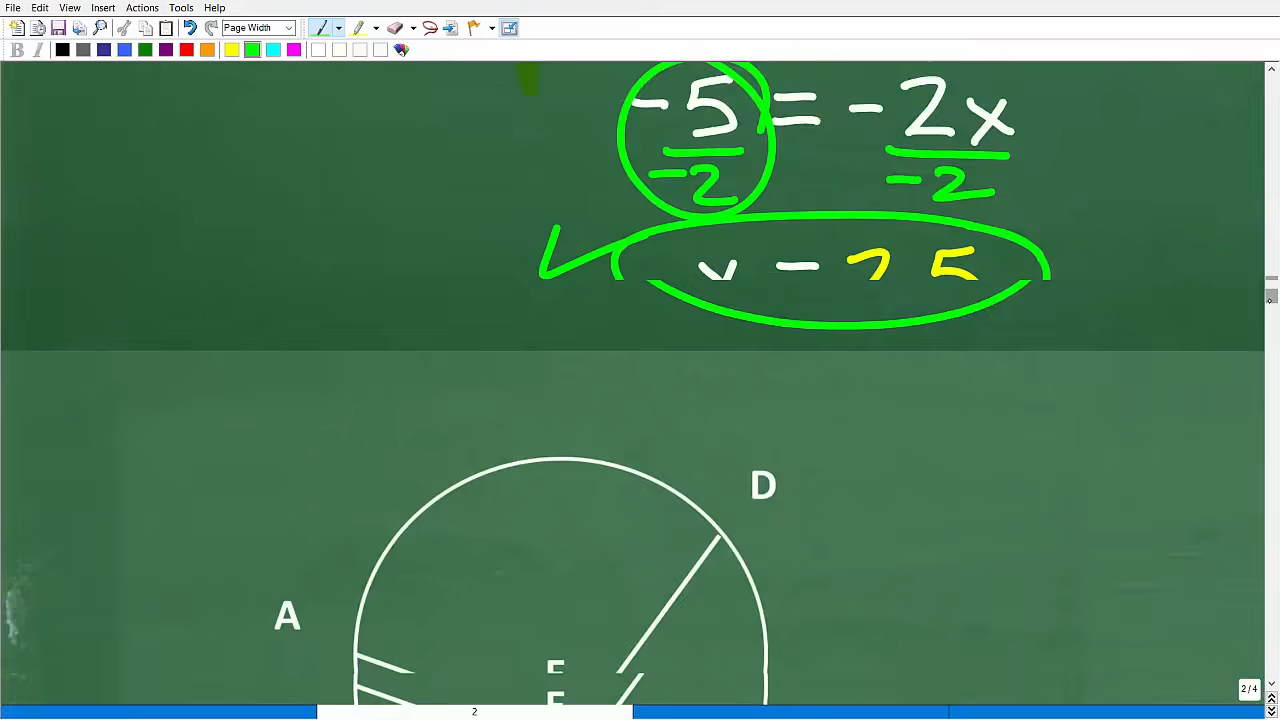 File Edit View Insert Actions Tools Help
Page Width
B I
-5 = -2x
-2 -2
D
A
2/4
2